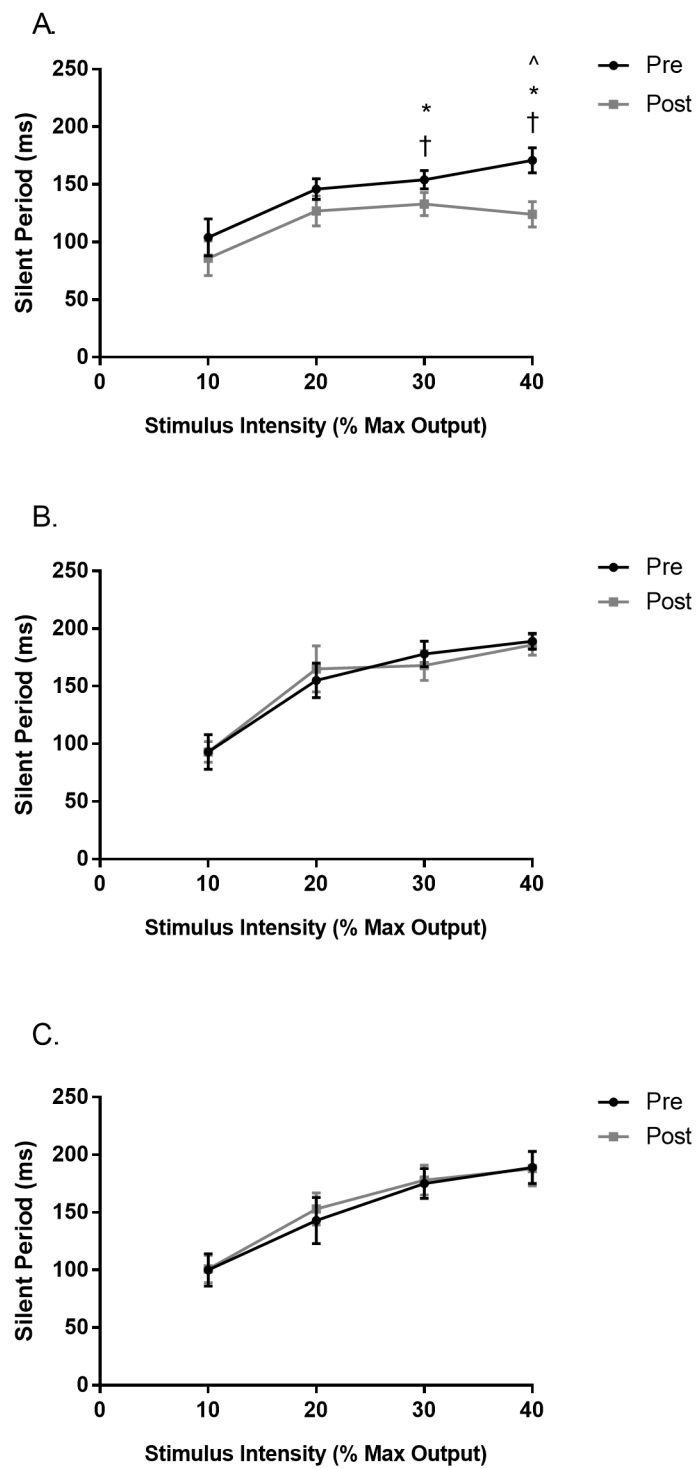 A.
250
200
150
100
50
0
Silent Period (ms)
^
* *
† †
Pre
Post
0 10 20 30 40
Stimulus Intensity (% Max Output)
B.
250
200
150
100
50
0
Silent Period (ms)
Pre
Post
0 10 20 30 40
Stimulus Intensity (% Max Output)
C.
250
200
150
100
50
0
Silent Period (ms)
Pre
Post
0 10 20 30 40
Stimulus Intensity (% Max Output)